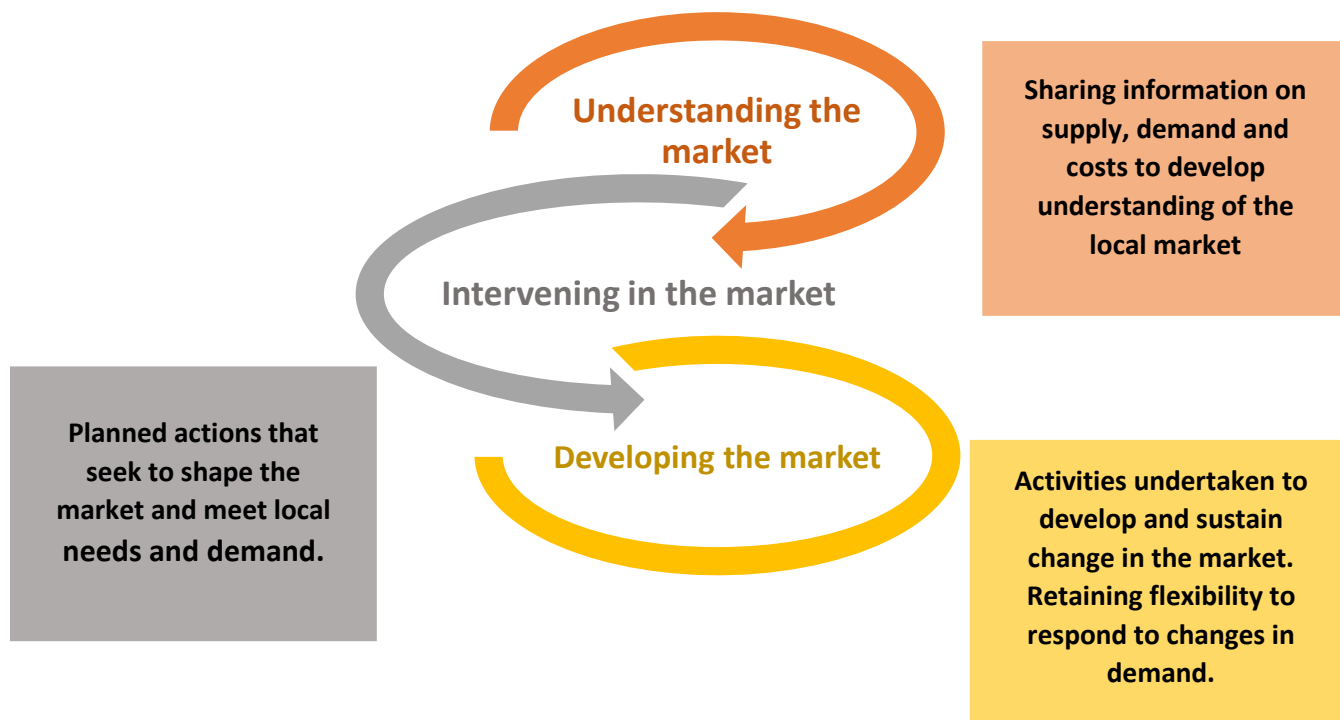 Understanding the
market
Sharing information on
supply, demand and
costs to develop
understanding of the
local market
Intervening in the market
Planned actions that
seek to shape the
market and meet local
needs and demand.
Developing the market
Activities undertaken to
develop and sustain
change in the market.
Retaining flexibility to
respond to changes in
demand.